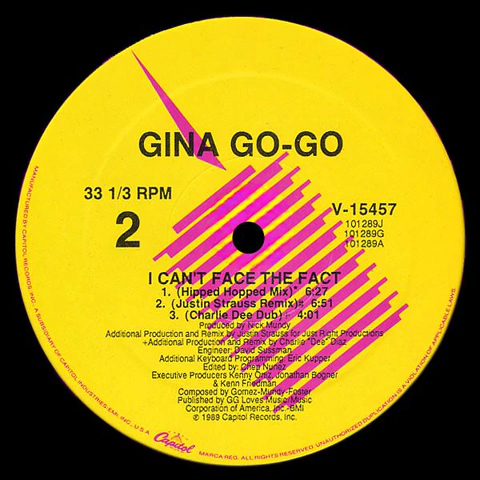 GINA GO-GO
33 1/3 RPM
2
V-15457
101289J
101289G
101289A
I CAN'T FACE THE FACT
1. (Hipped Hopped Mix)* 6:27
2. (Justin Strauss Remix)* 6:51
3. (Charlie Dee Dub)+ 4:01
Produced by Nick Mundy
Additional Production and Remix by Justin Strauss for Just Right Productions
+Additional Production and Remix by Charlie "Dee" Diaz
Engineer: David Sussman
Additional Keyboard Programming: Eric Kupper
Edited by: Chep Nunez
Executive Producers Kenny Ortiz, Jonathan Bogner
& Kenn Friedman
Composed by Gomez-Mundy-Foster
Published by GG Loves Music/Music
Corporation of America, Inc.-BMI
℗ 1989 Capitol Records, Inc.
MANUFACTURED BY CAPITOL RECORDS, INC., A SUBSIDIARY OF CAPITOL INDUSTRIES-EMI, INC., U.S.A.
Capitol
MARCA REG. ALL RIGHTS RESERVED. UNAUTHORIZED DUPLICATION IS A VIOLATION OF APPLICABLE LAWS.